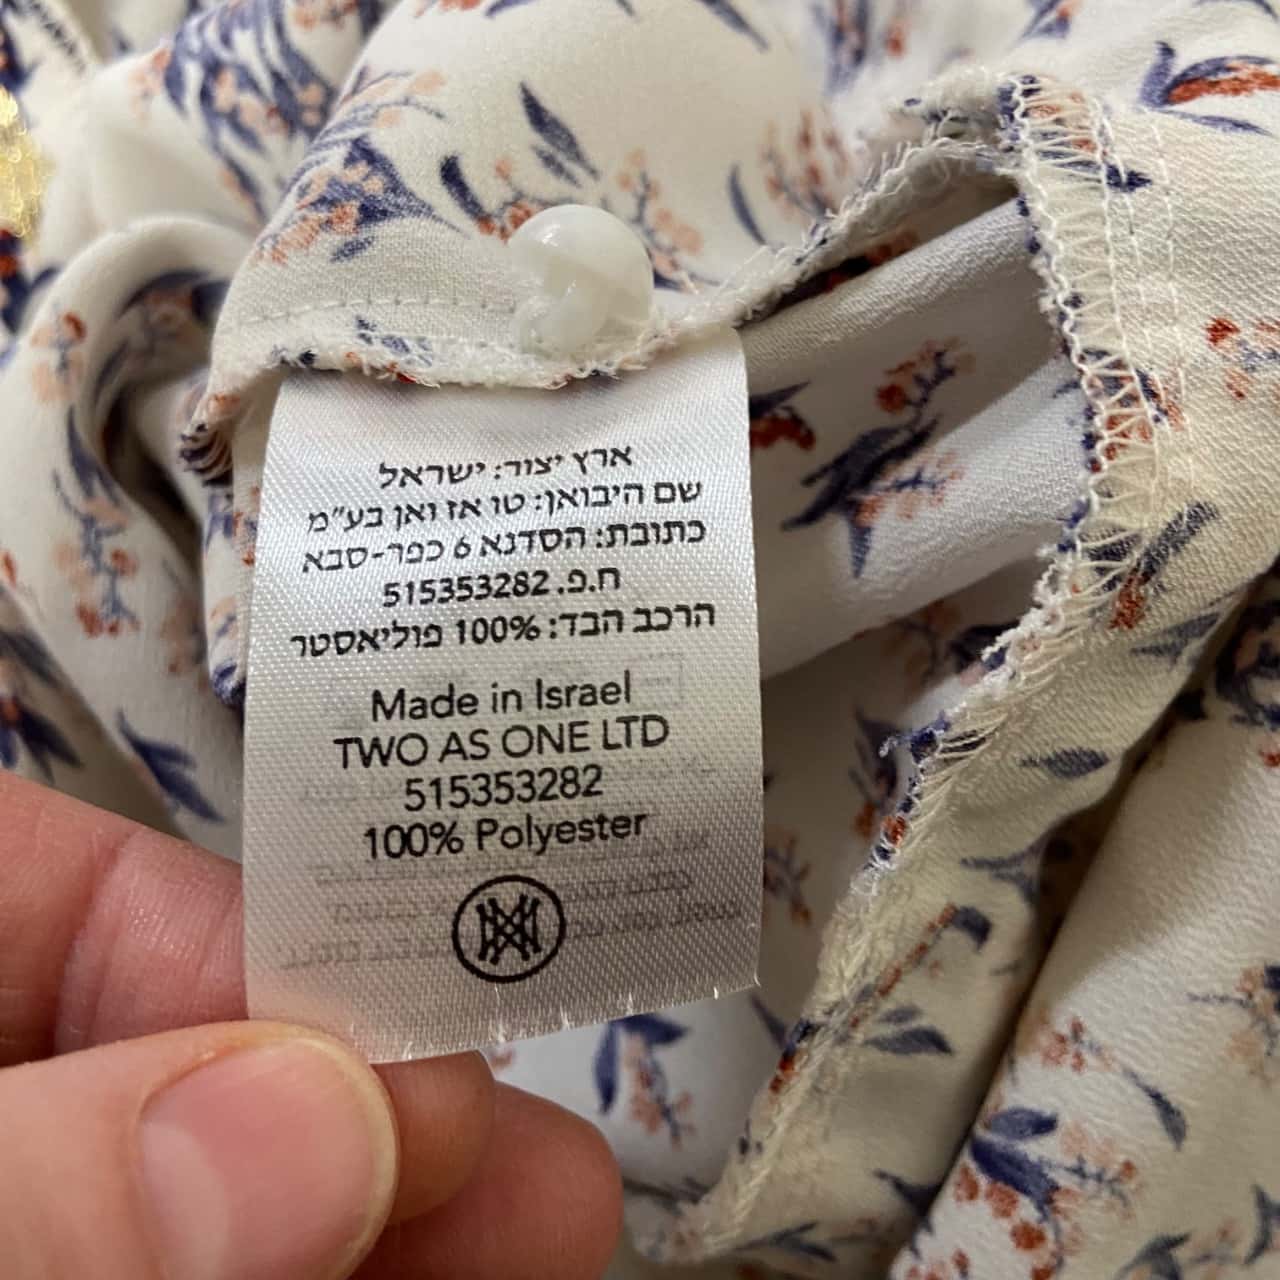 ארץ יצור: ישראל
שם היבואן: טו אז ואן בע״מ
כתובת: הסדנא 6 כפר-סבא
ח.פ. 515353282
הרכב הבד: 100% פוליאסטר
Made in Israel
TWO AS ONE LTD
515353282
100% Polyester